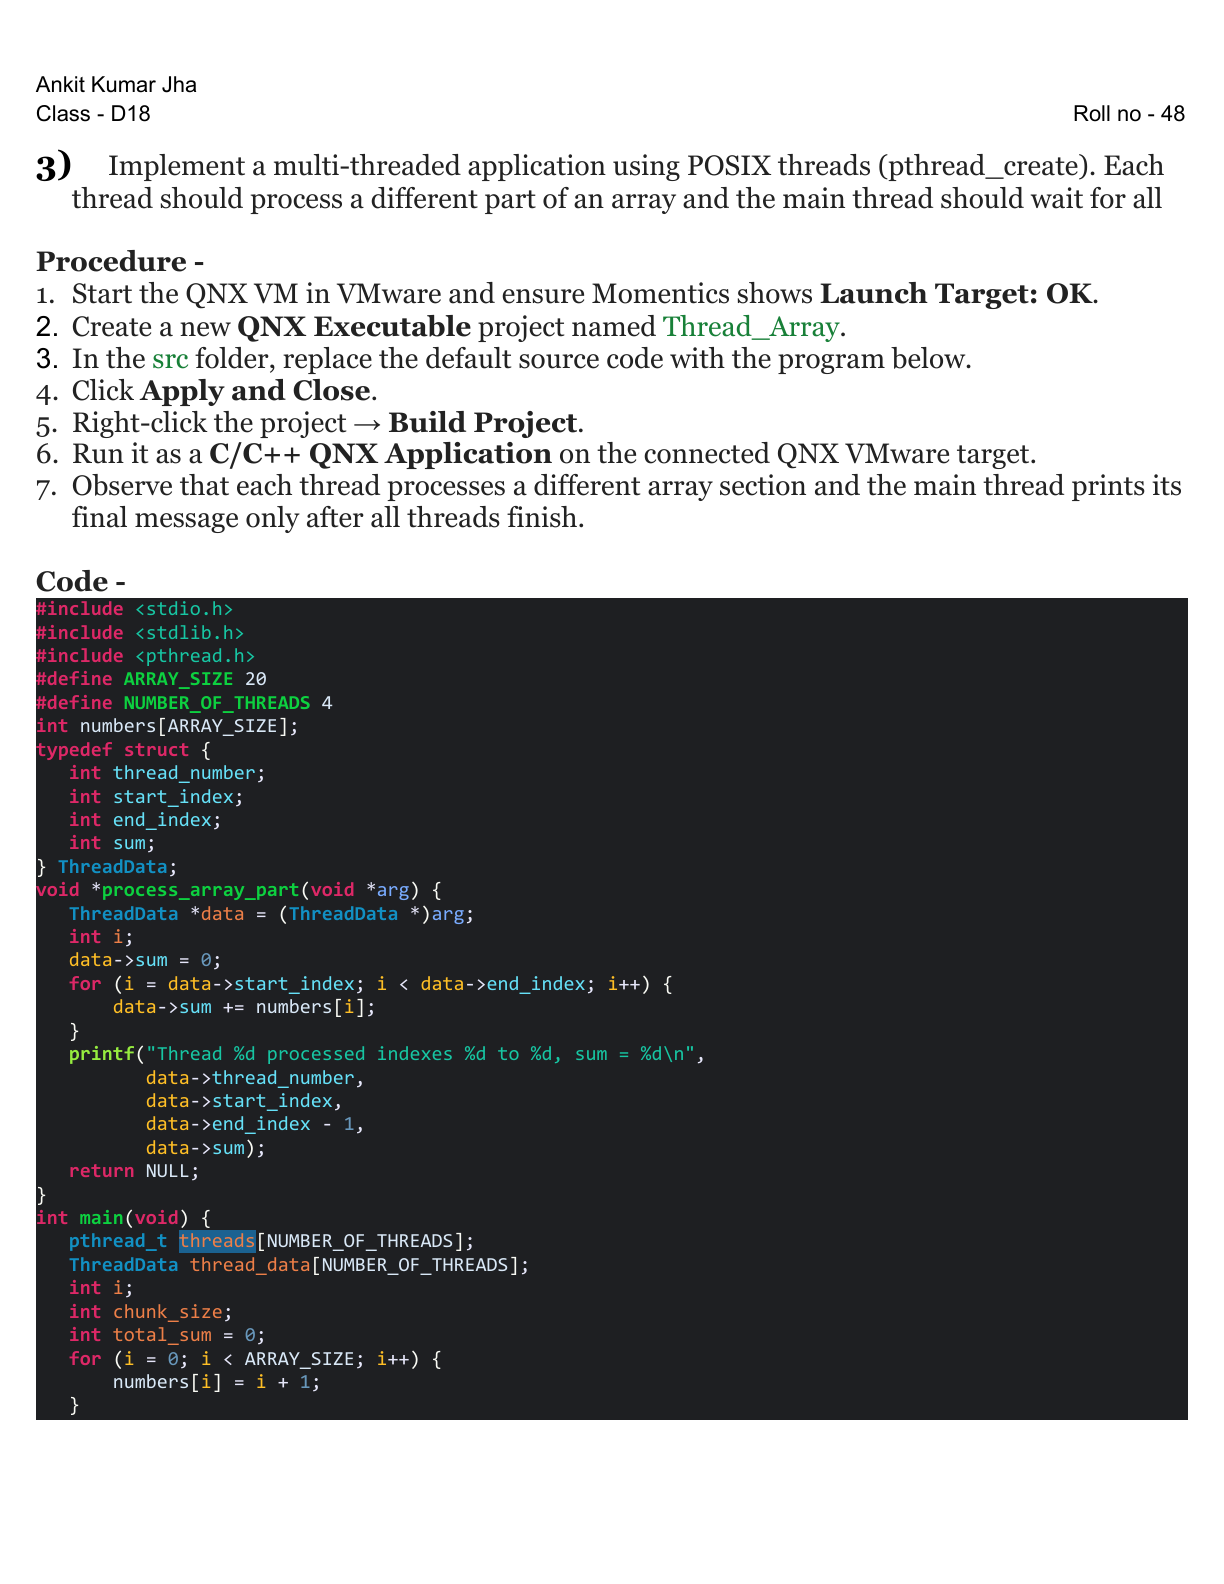 Ankit Kumar Jha
Class - D18 Roll no - 48
3) Implement a multi-threaded application using POSIX threads (pthread_create). Each
thread should process a different part of an array and the main thread should wait for all
Procedure -
1. Start the QNX VM in VMware and ensure Momentics shows Launch Target: OK.
2. Create a new QNX Executable project named Thread_Array.
3. In the src folder, replace the default source code with the program below.
4. Click Apply and Close.
5. Right-click the project → Build Project.
6. Run it as a C/C++ QNX Application on the connected QNX VMware target.
7. Observe that each thread processes a different array section and the main thread prints its
final message only after all threads finish.
Code -
#include <stdio.h>
#include <stdlib.h>
#include <pthread.h>
#define ARRAY_SIZE 20
#define NUMBER_OF_THREADS 4
int numbers[ARRAY_SIZE];
typedef struct {
   int thread_number;
   int start_index;
   int end_index;
   int sum;
} ThreadData;
void *process_array_part(void *arg) {
   ThreadData *data = (ThreadData *)arg;
   int i;
   data->sum = 0;
   for (i = data->start_index; i < data->end_index; i++) {
       data->sum += numbers[i];
   }
   printf("Thread %d processed indexes %d to %d, sum = %d\n",
          data->thread_number,
          data->start_index,
          data->end_index - 1,
          data->sum);
   return NULL;
}
int main(void) {
   pthread_t threads[NUMBER_OF_THREADS];
   ThreadData thread_data[NUMBER_OF_THREADS];
   int i;
   int chunk_size;
   int total_sum = 0;
   for (i = 0; i < ARRAY_SIZE; i++) {
       numbers[i] = i + 1;
   }